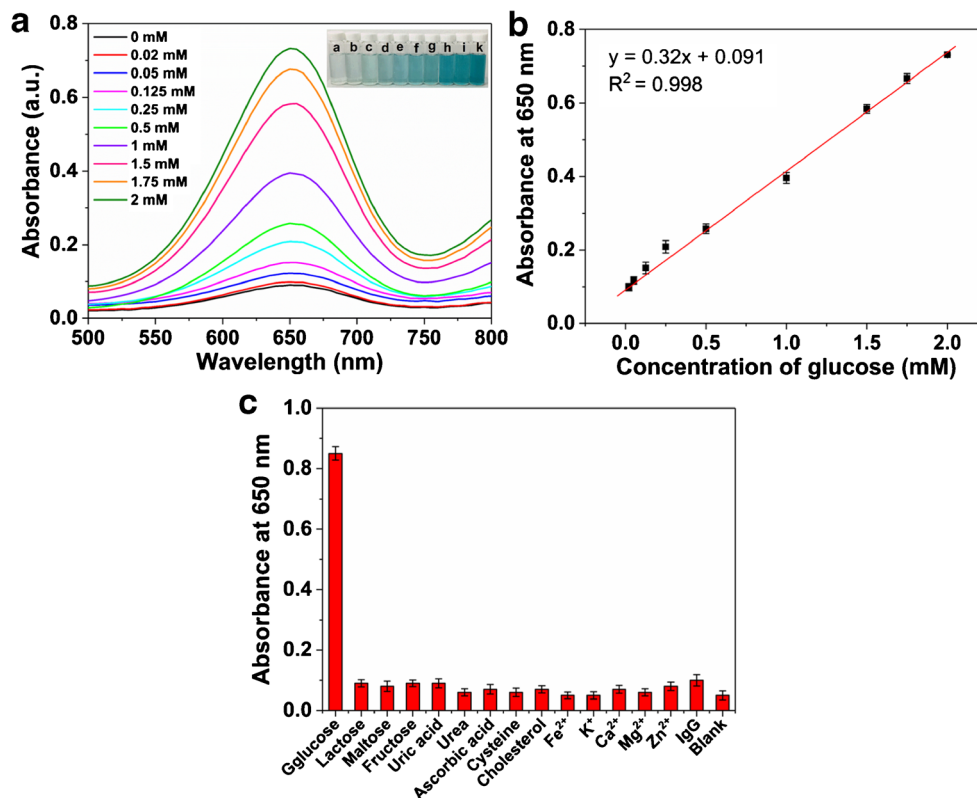 a
0.8
0.6
0.4
0.2
0.0
Absorbance (a.u.)
0 mM
0.02 mM
0.05 mM
0.125 mM
0.25 mM
0.5 mM
1 mM
1.5 mM
1.75 mM
2 mM
a b c d e f g h i k
500 550 600 650 700 750 800
Wavelength (nm)
b
0.8
0.6
0.4
0.2
0.0
Absorbance at 650 nm
y = 0.32x + 0.091
R² = 0.998
0.0 0.5 1.0 1.5 2.0
Concentration of glucose (mM)
c
1.0
0.8
0.6
0.4
0.2
0.0
Absorbance at 650 nm
Gglucose
Lactose
Maltose
Fructose
Uric acid
Urea
Ascorbic acid
Cysteine
Cholesterol
Fe²⁺
K⁺
Ca²⁺
Mg²⁺
Zn²⁺
IgG
Blank